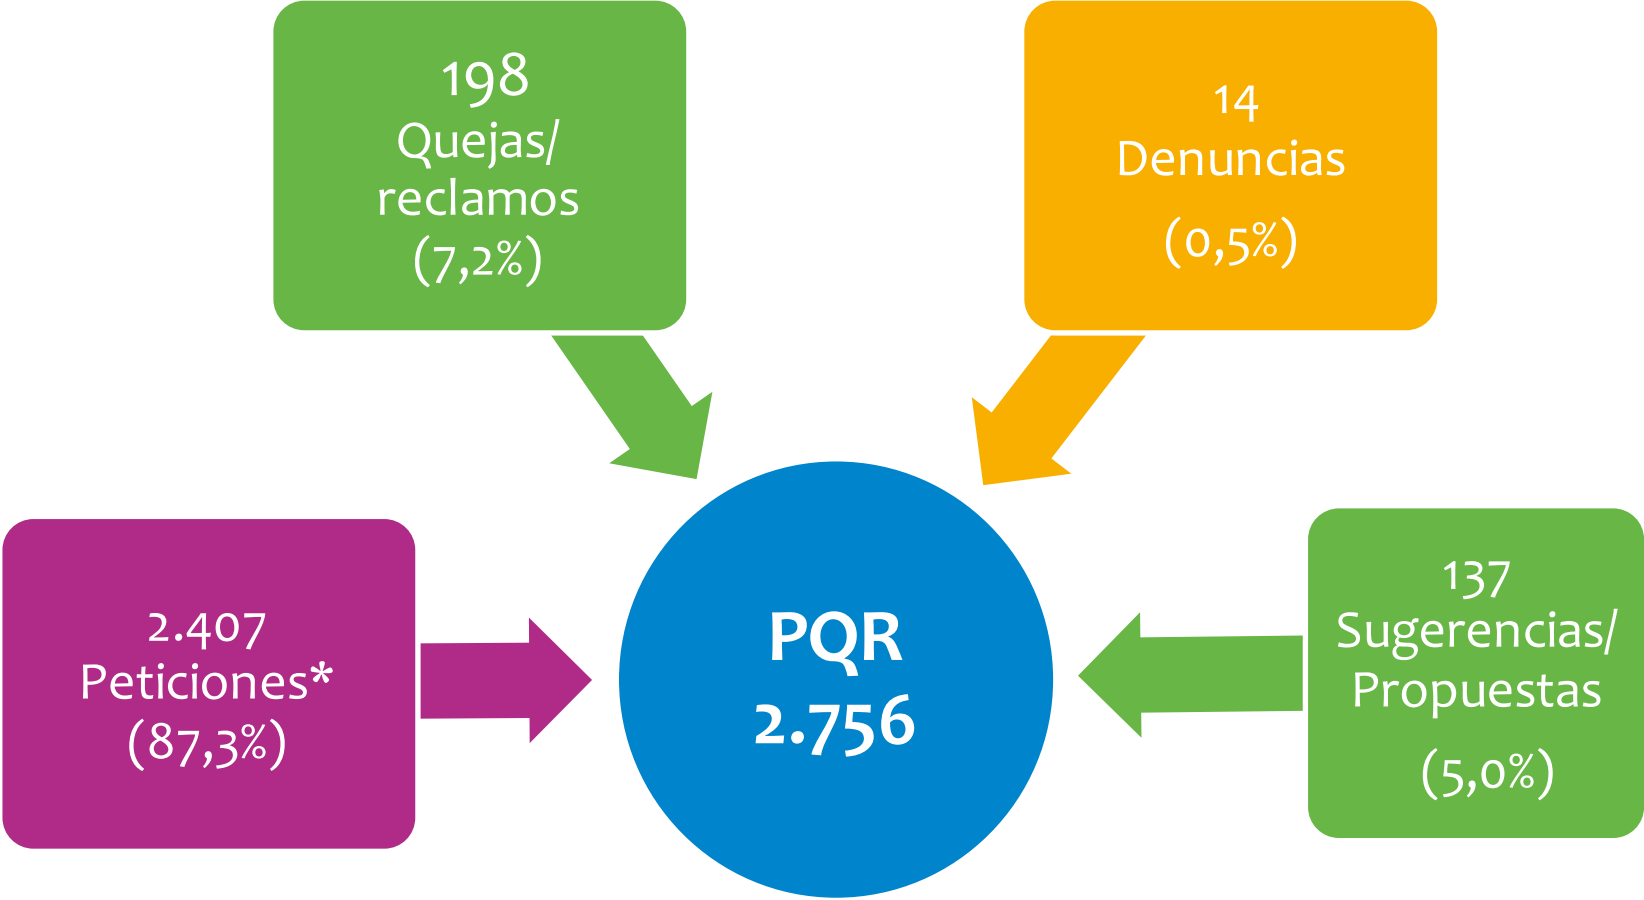 198
Quejas/
reclamos
(7,2%)
14
Denuncias
(0,5%)
2.407
Peticiones*
(87,3%)
PQR
2.756
137
Sugerencias/
Propuestas
(5,0%)